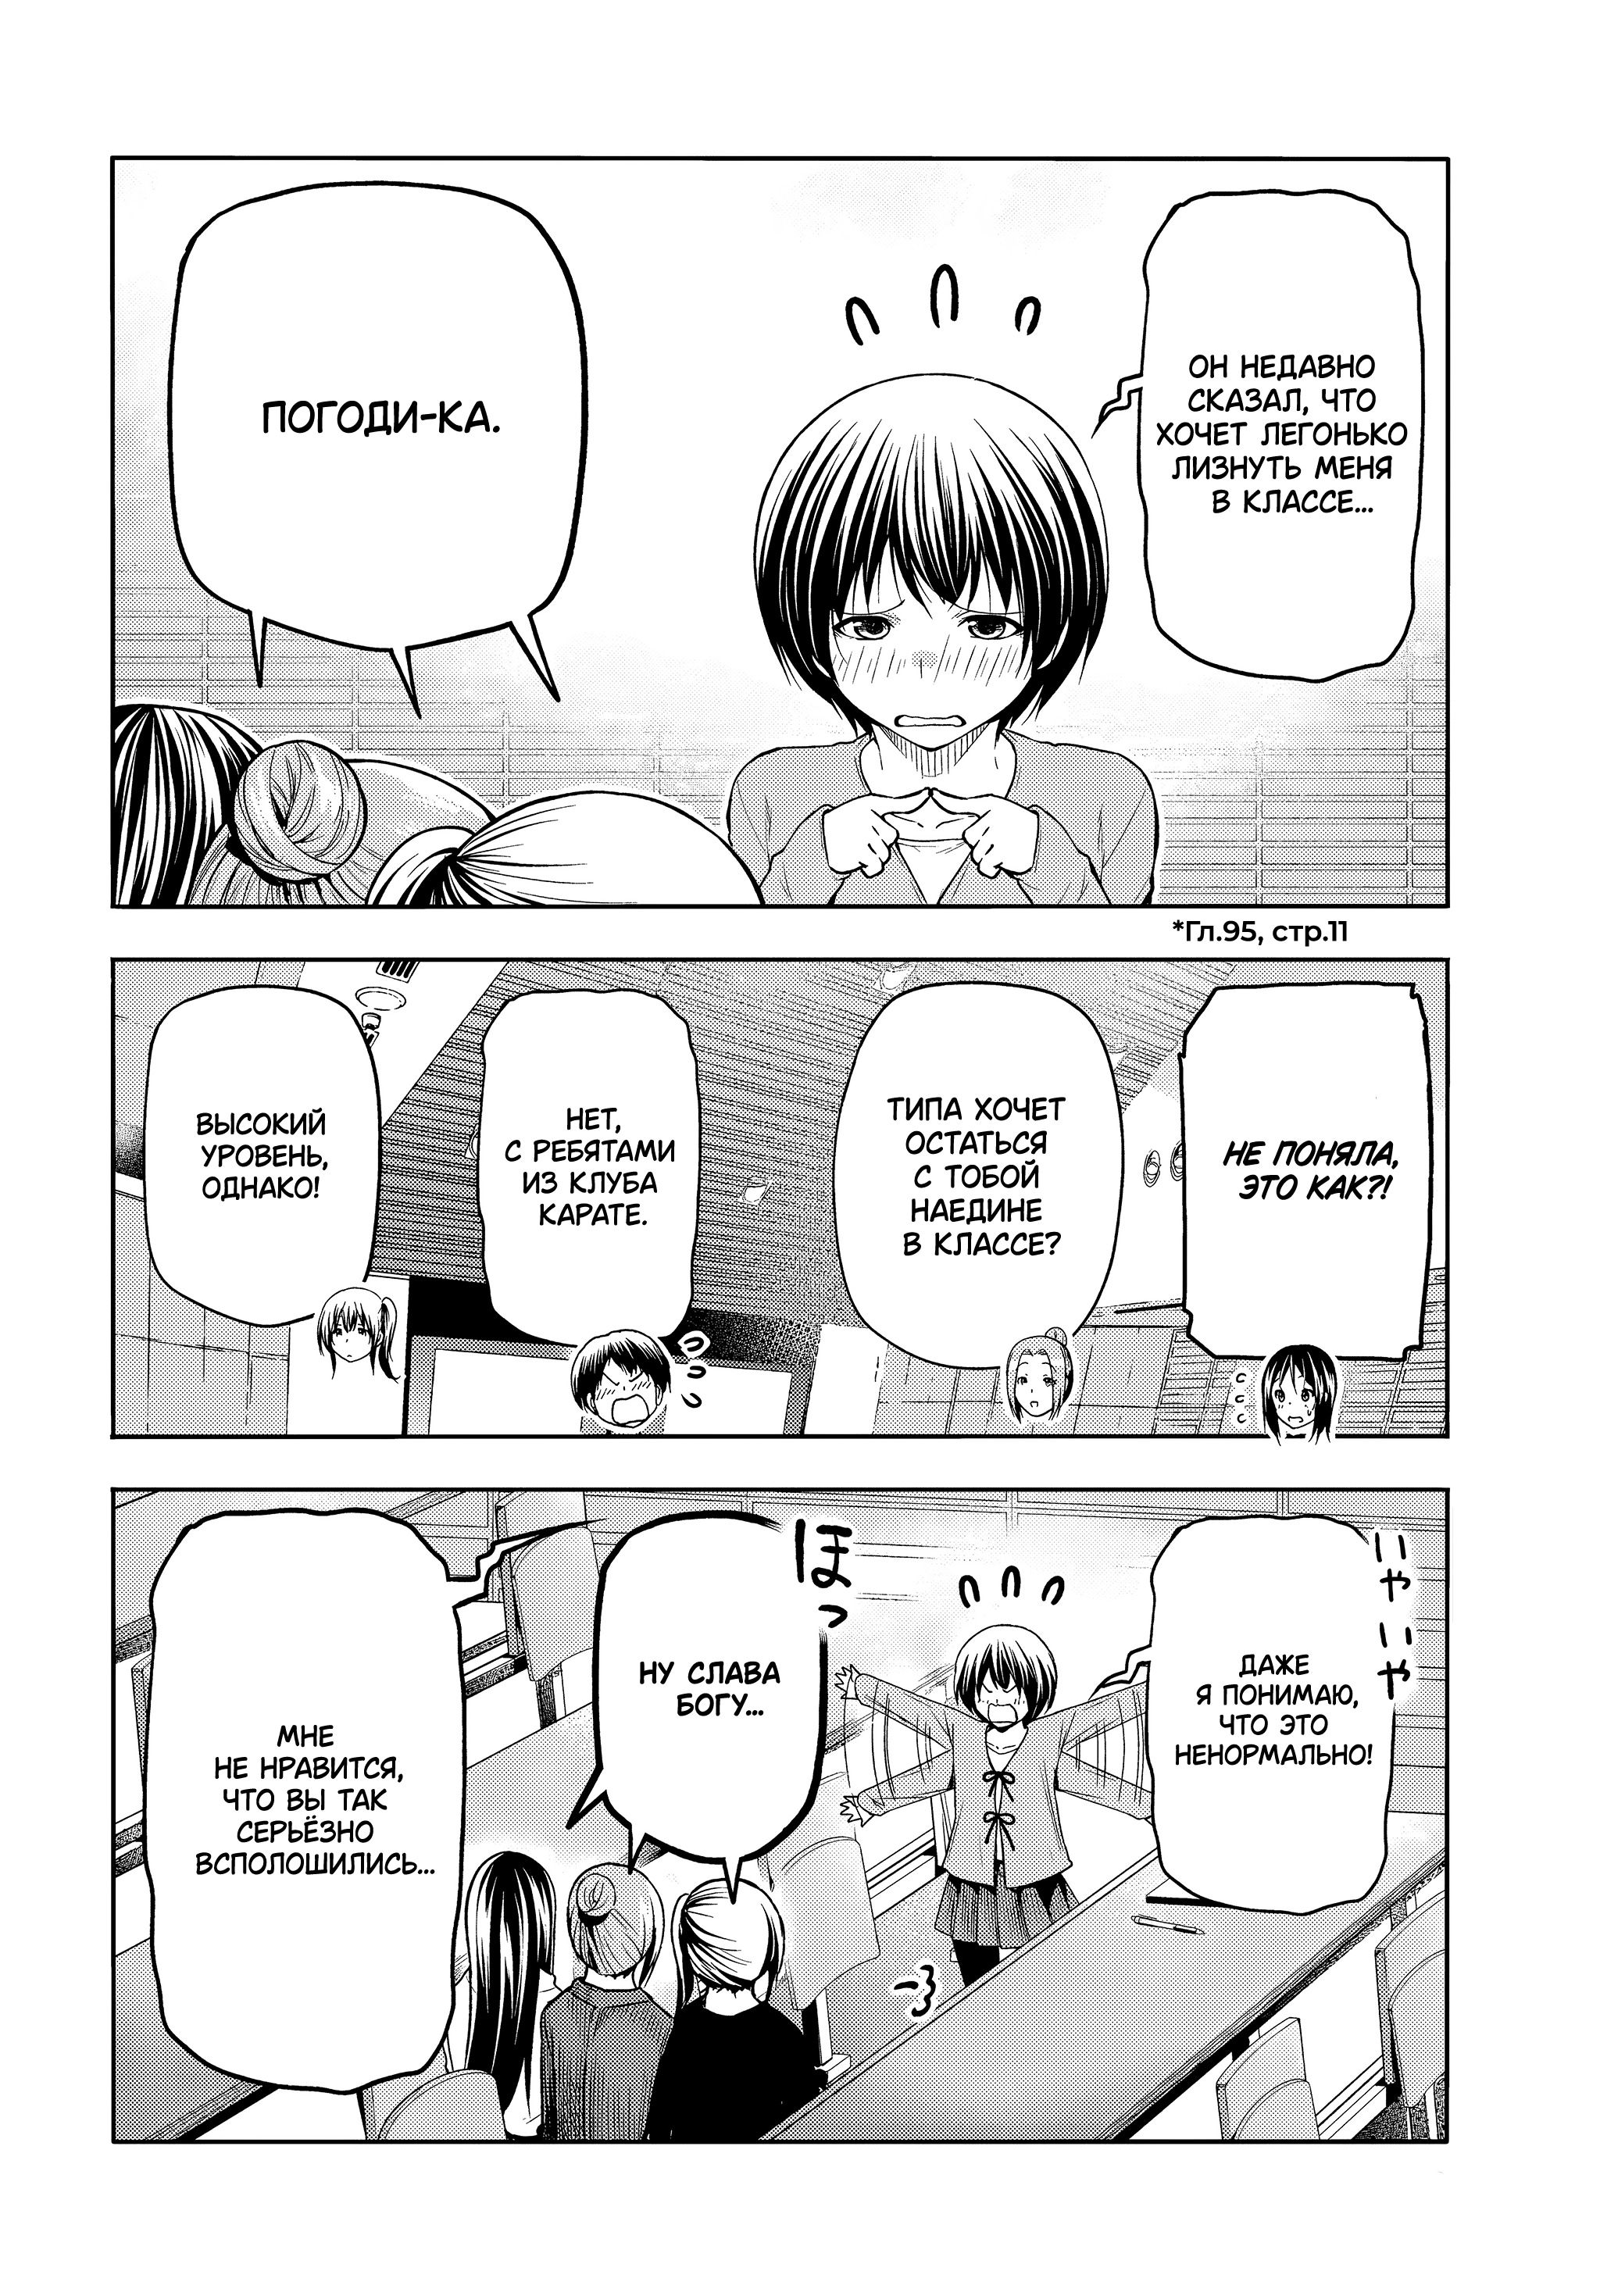 ОН НЕДАВНО
СКАЗАЛ, ЧТО
ХОЧЕТ ЛЕГОНЬКО
ЛИЗНУТЬ МЕНЯ
В КЛАССЕ...
ПОГОДИ-КА.
*Гл.95, стр.11
НЕ ПОНЯЛА,
ЭТО КАК?!
ТИПА ХОЧЕТ
ОСТАТЬСЯ
С ТОБОЙ
НАЕДИНЕ
В КЛАССЕ?
НЕТ,
С РЕБЯТАМИ
ИЗ КЛУБА
КАРАТЕ.
ВЫСОКИЙ
УРОВЕНЬ,
ОДНАКО!
いや
いや
ДАЖЕ
Я ПОНИМАЮ,
ЧТО ЭТО
НЕНОРМАЛЬНО!
ほっ
НУ СЛАВА
БОГУ...
МНЕ
НЕ НРАВИТСЯ,
ЧТО ВЫ ТАК
СЕРЬЁЗНО
ВСПОЛОШИЛИСЬ...